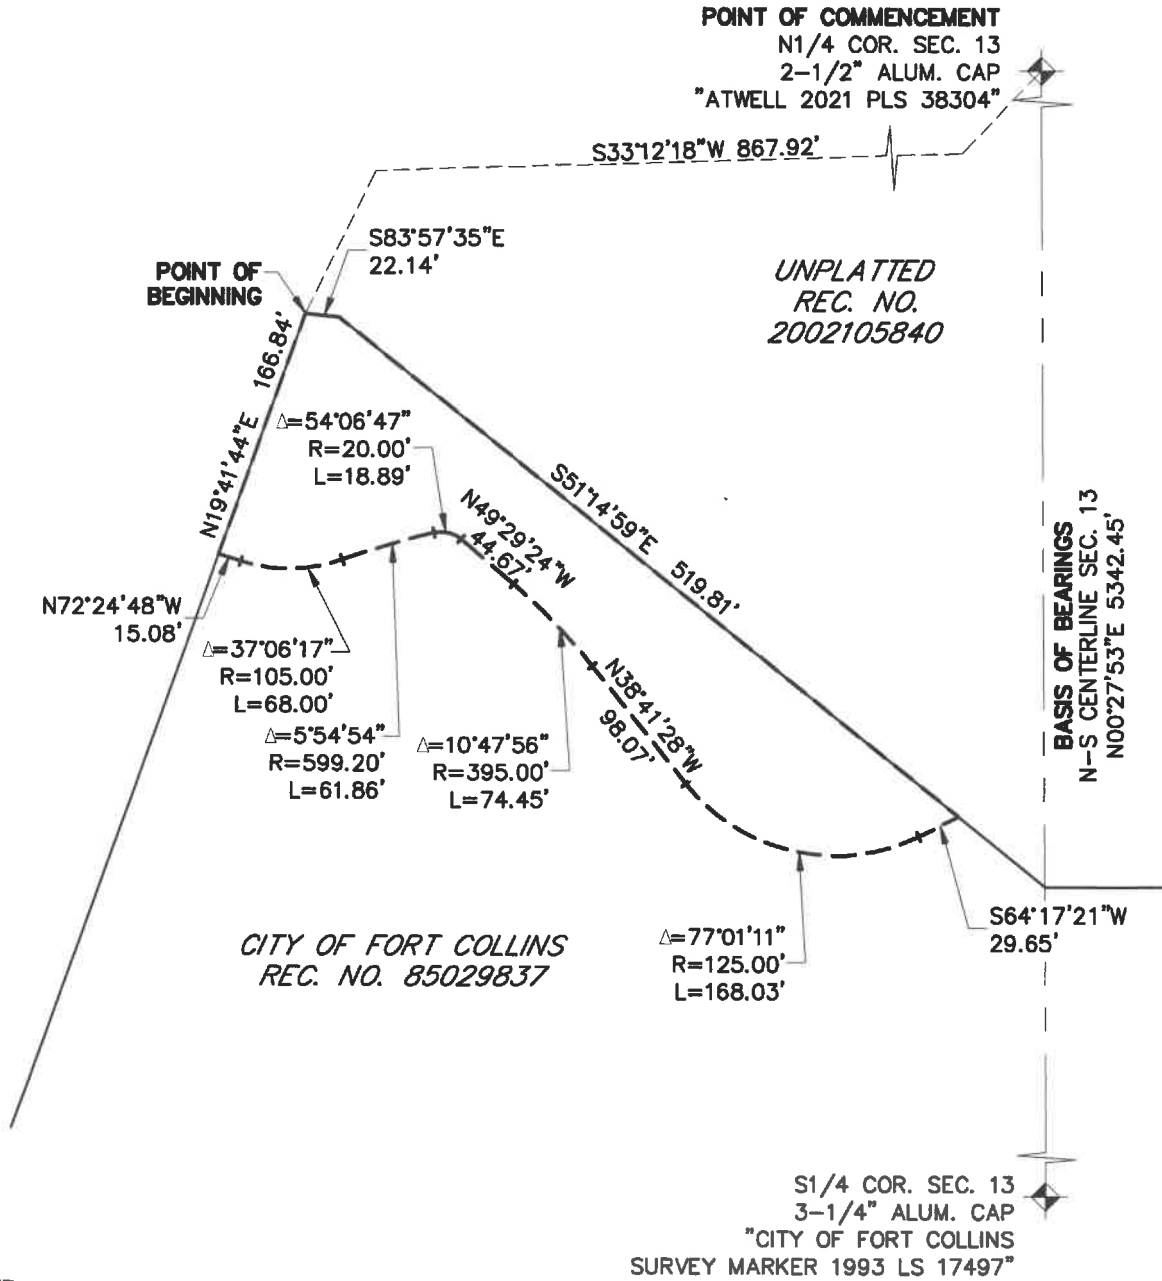 POINT OF COMMENCEMENT
N1/4 COR. SEC. 13
2-1/2" ALUM. CAP
"ATWELL 2021 PLS 38304"
S33°12'18"W 867.92'
S83°57'35"E
22.14'
POINT OF
BEGINNING
UNPLATTED
REC. NO.
2002105840
N19°41'44"E 166.84'
Δ=54°06'47"
R=20.00'
L=18.89'
S51°14'59"E 519.81'
N49°29'24"W
44.67'
BASIS OF BEARINGS
N-S CENTERLINE SEC. 13
N00°27'53"E 5342.45'
N72°24'48"W
15.08'
Δ=37°06'17"
R=105.00'
L=68.00'
Δ=5°54'54"
R=599.20'
L=61.86'
Δ=10°47'56"
R=395.00'
L=74.45'
N38°41'28"W
98.07'
CITY OF FORT COLLINS
REC. NO. 85029837
Δ=77°01'11"
R=125.00'
L=168.03'
S64°17'21"W
29.65'
S1/4 COR. SEC. 13
3-1/4" ALUM. CAP
"CITY OF FORT COLLINS
SURVEY MARKER 1993 LS 17497"